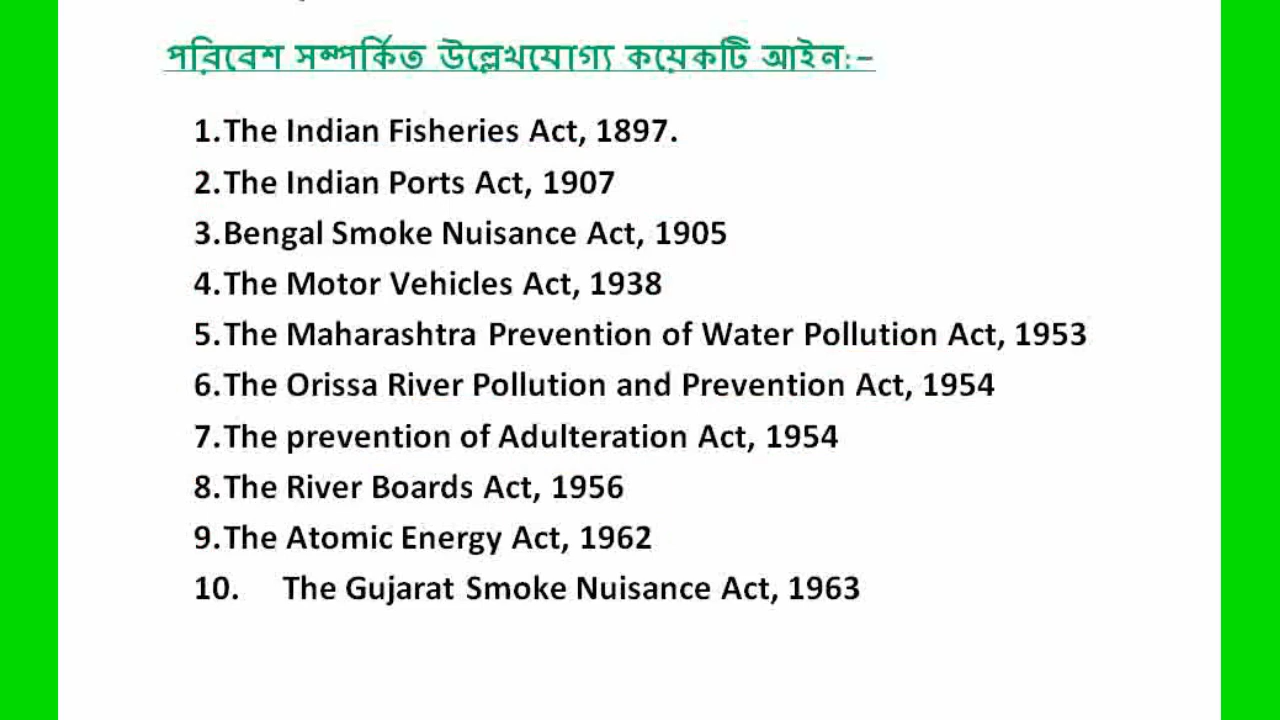 পরিবেশ সম্পর্কিত উল্লেখযোগ্য কয়েকটি আইন:–
1.The Indian Fisheries Act, 1897.
2.The Indian Ports Act, 1907
3.Bengal Smoke Nuisance Act, 1905
4.The Motor Vehicles Act, 1938
5.The Maharashtra Prevention of Water Pollution Act, 1953
6.The Orissa River Pollution and Prevention Act, 1954
7.The prevention of Adulteration Act, 1954
8.The River Boards Act, 1956
9.The Atomic Energy Act, 1962
10. The Gujarat Smoke Nuisance Act, 1963